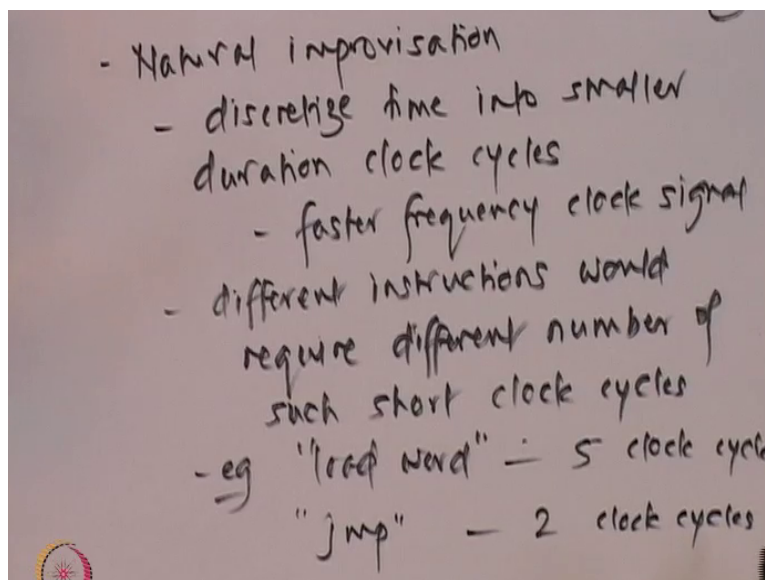 - Natural improvisation
- discretize time into smaller
duration clock cycles
- faster frequency clock signal
- different instructions would
require different number of
such short clock cycles
- eg "load word" - 5 clock cycle
"jmp" - 2 clock cycles